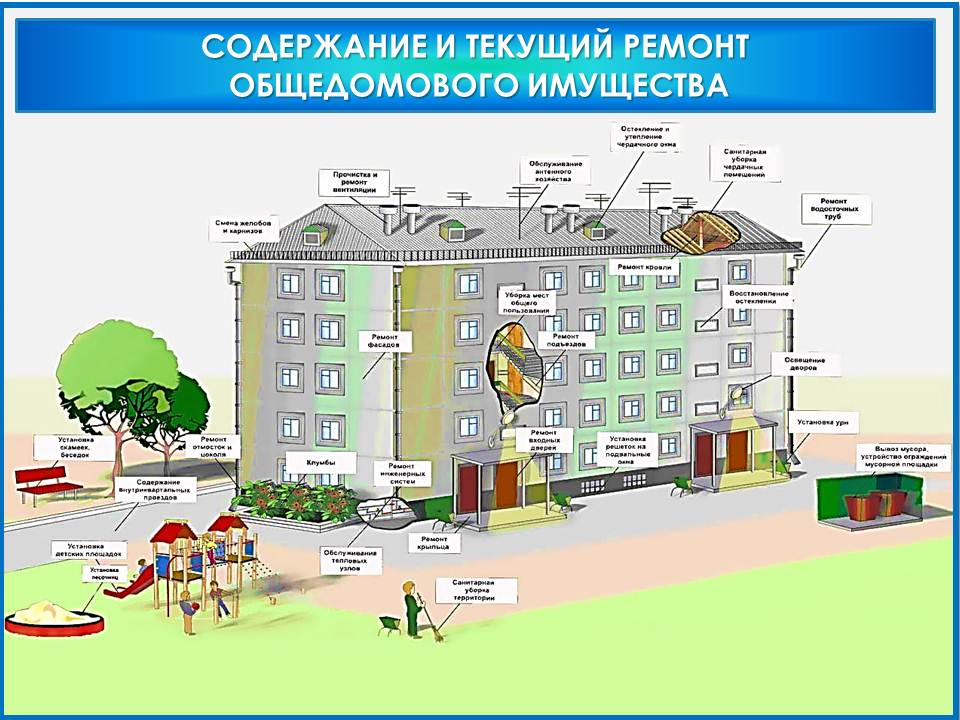 СОДЕРЖАНИЕ И ТЕКУЩИЙ РЕМОНТ
ОБЩЕДОМОВОГО ИМУЩЕСТВА
Остекление и
утепление
чердачного окна
Санитарная
уборка
чердачных
помещений
Обслуживание
антенного
хозяйства
Прочистка и
ремонт
вентиляции
Ремонт
водосточных
труб
Смена желобов
и карнизов
Ремонт кровли
Уборка мест
общего
пользования
Восстановление
остекления
Ремонт
фасадов
Ремонт
подъездов
Освещение
дворов
Установка урн
Установка
скамеек,
беседок
Ремонт
отмосток и
цоколя
Клумбы
Ремонт
инженерных
систем
Ремонт
входных
дверей
Установка
решеток на
подвальные
окна
Вывоз мусора,
устройство ограждений
мусорной площадки
Содержание
внутриквартальных
проездов
Установка
детских площадок
Установка
песочниц
Обслуживание
тепловых
узлов
Ремонт
крыльца
Санитарная
уборка
территории